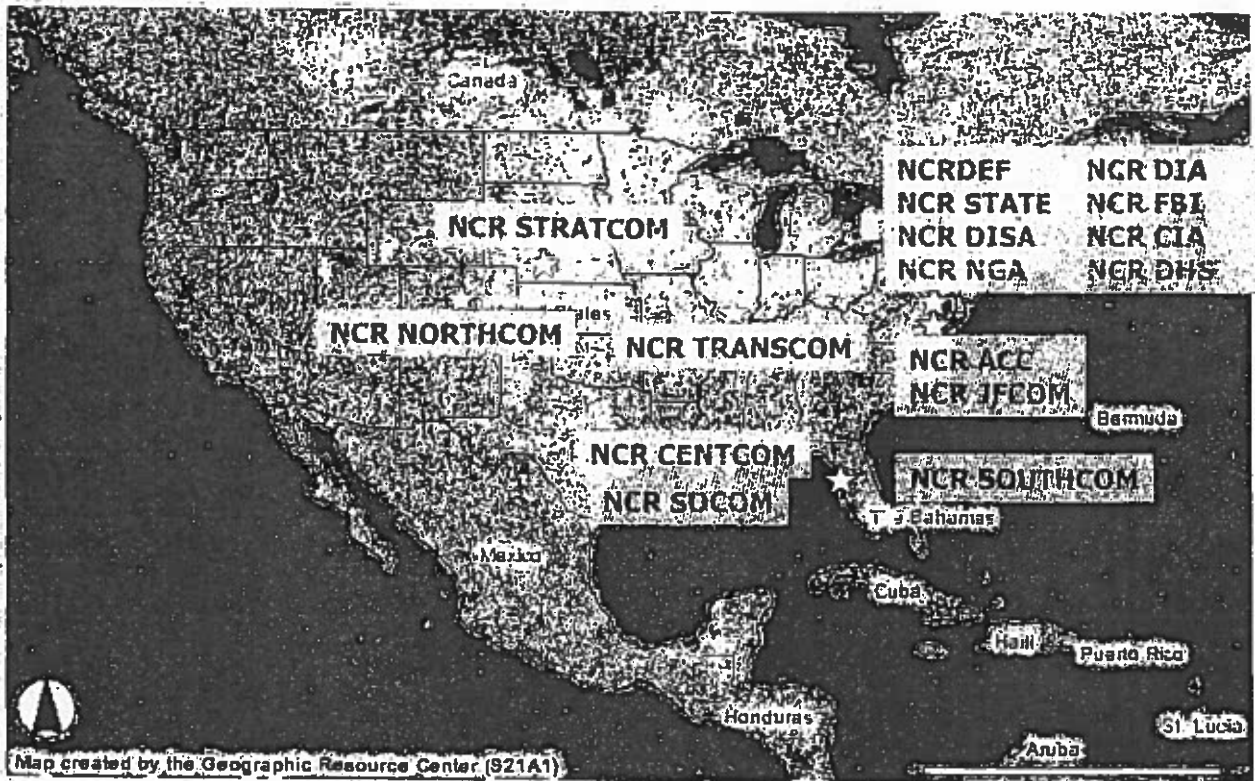 Canada
NCRDEF NCR DIA
NCR STATE NCR FBI
NCR DISA NCR CIA
NCR NGA NCR DHS
NCR STRATCOM
States
NCR NORTHCOM
NCR TRANSCOM
NCR ACC
NCR JFCOM
Bermuda
NCR CENTCOM
NCR SOCOM
NCR SOUTHCOM
Bahamas
Mexico
Cuba
Haiti
Puerto Rico
Honduras
St. Lucia
Aruba
Map created by the Geographic Resource Center (S21A1)